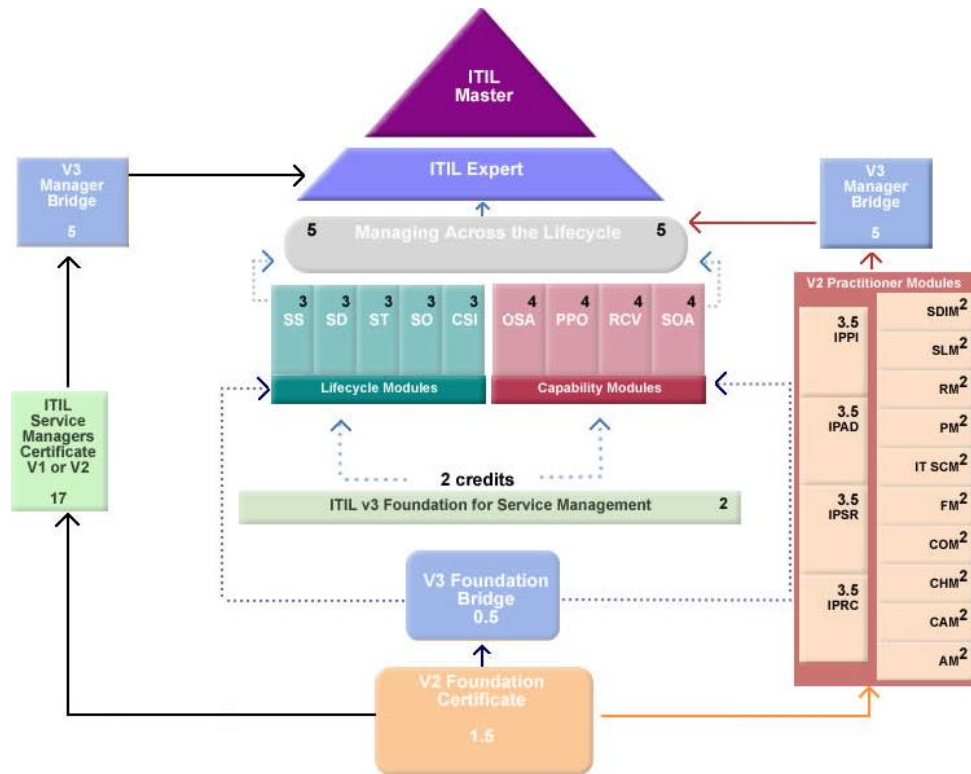 ITIL
Master
ITIL Expert
V3
Manager
Bridge
5
V3
Manager
Bridge
5
5 Managing Across the Lifecycle 5
V2 Practitioner Modules
3 3 3 3 3
SS SD ST SO CSI
4 4 4 4
OSA PPO RCV SOA
Lifecycle Modules
Capability Modules
3.5
IPPI
3.5
IPAD
3.5
IPSR
3.5
IPRC
SDIM2
SLM2
RM2
PM2
IT SCM2
FM2
COM2
CHM2
CAM2
AM2
ITIL
Service
Managers
Certificate
V1 or V2
17
2 credits
ITIL v3 Foundation for Service Management 2
V3 Foundation
Bridge
0.5
V2 Foundation
Certificate
1.5